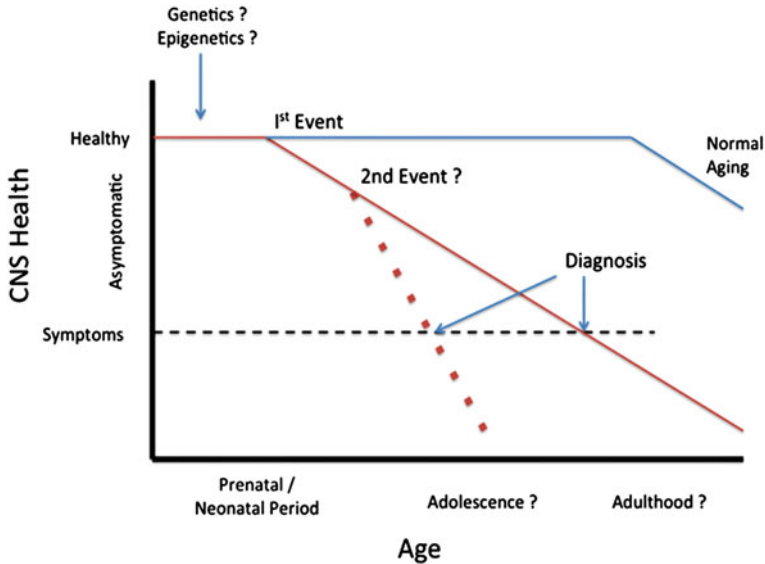 Genetics ?
Epigenetics ?
Ist Event
Healthy
Normal
Aging
2nd Event ?
Asymptomatic
CNS Health
Diagnosis
Symptoms
Prenatal /
Neonatal Period
Adolescence ?
Adulthood ?
Age